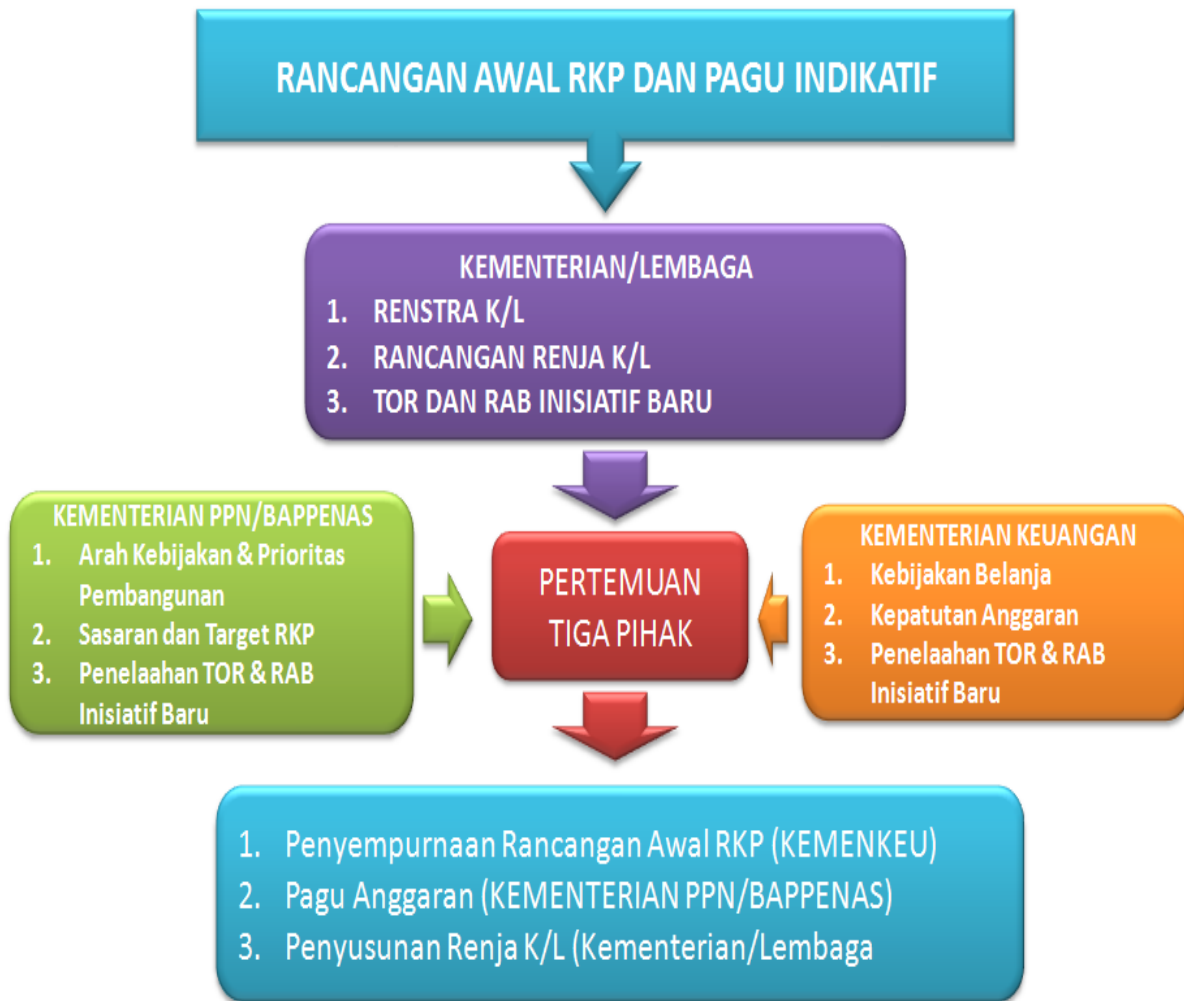 RANCANGAN AWAL RKP DAN PAGU INDIKATIF
KEMENTERIAN/LEMBAGA
1. RENSTRA K/L
2. RANCANGAN RENJA K/L
3. TOR DAN RAB INISIATIF BARU
KEMENTERIAN PPN/BAPPENAS
1. Arah Kebijakan & Prioritas
Pembangunan
2. Sasaran dan Target RKP
3. Penelaahan TOR & RAB
Inisiatif Baru
PERTEMUAN
TIGA PIHAK
KEMENTERIAN KEUANGAN
1. Kebijakan Belanja
2. Kepatutan Anggaran
3. Penelaahan TOR & RAB
Inisiatif Baru
1. Penyempurnaan Rancangan Awal RKP (KEMENKEU)
2. Pagu Anggaran (KEMENTERIAN PPN/BAPPENAS)
3. Penyusunan Renja K/L (Kementerian/Lembaga